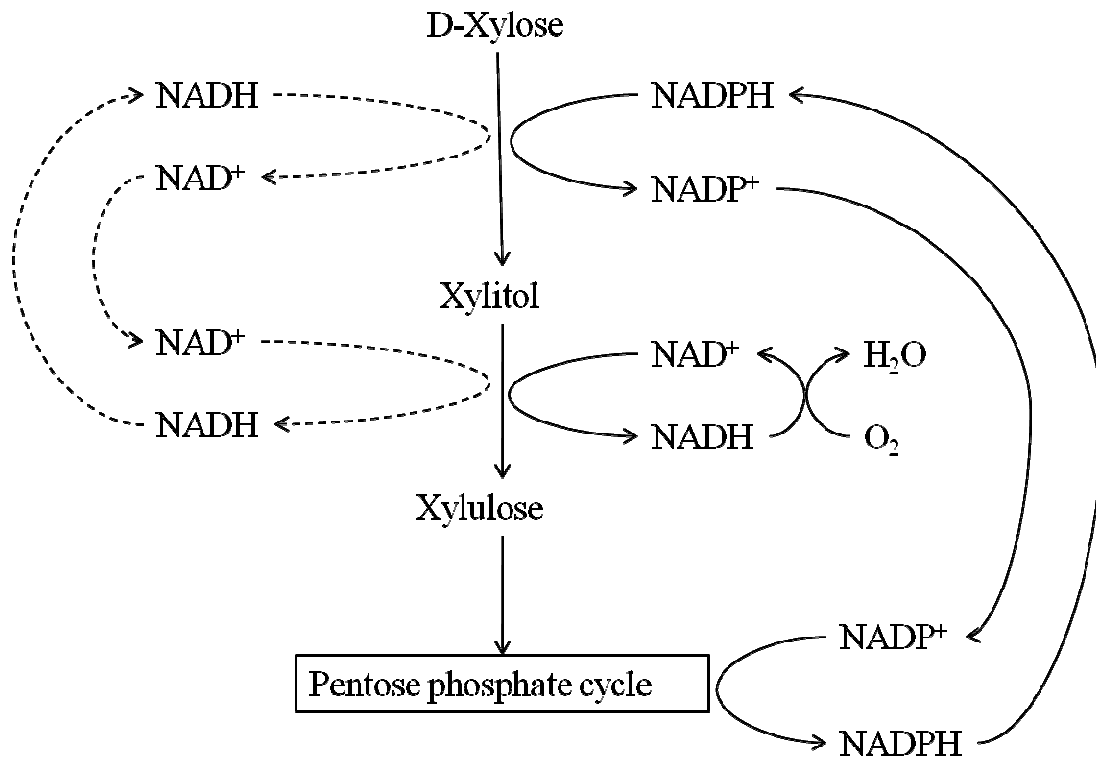 D-Xylose
NADH
NADPH
NAD⁺
NADP⁺
Xylitol
NAD⁺
NAD⁺
H₂O
NADH
NADH
O₂
Xylulose
NADP⁺
Pentose phosphate cycle
NADPH